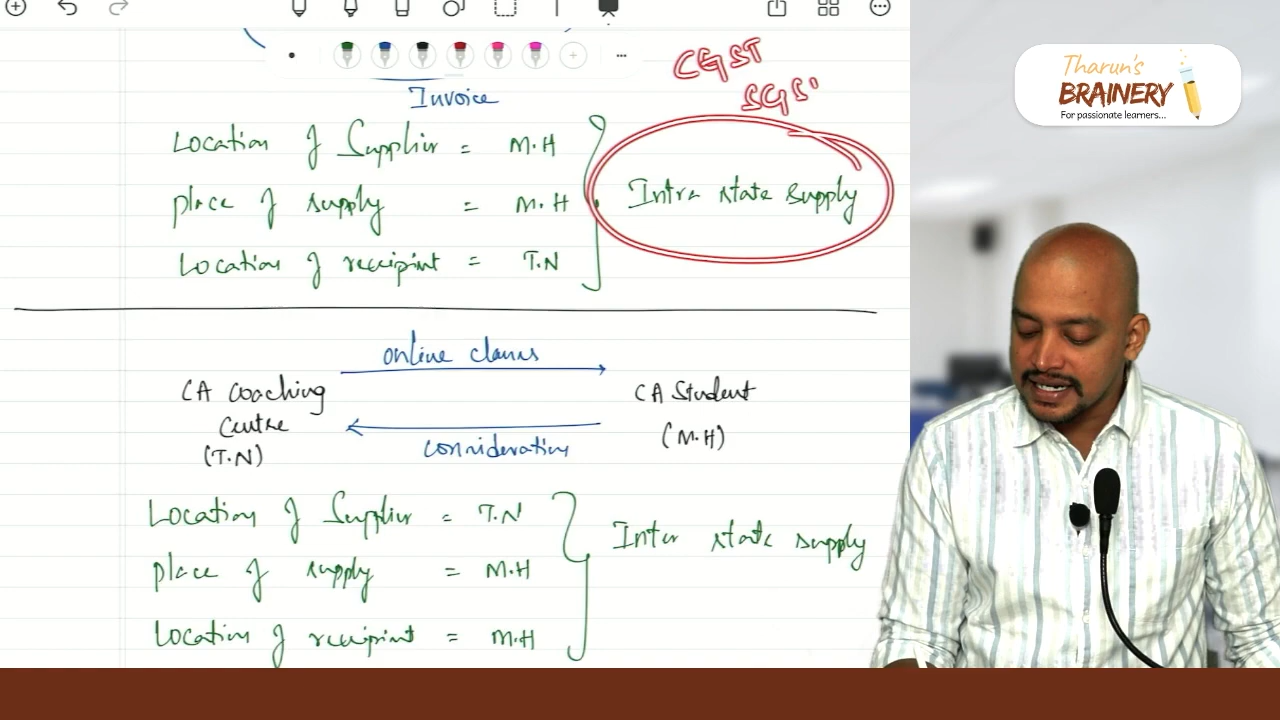 CGST
SGST
Invoice
Location of Supplier = M.H
place of supply = M.H
Location of recipint = T.N
Intra state supply
online classes
CA Coaching Centre
(T.N)
CA Student
(M.H)
consideration
Location of Supplier = T.N
place of supply = M.H
Location of recipint = M.H
Inter state supply
Tharun's
BRAINERY
For passionate learners...